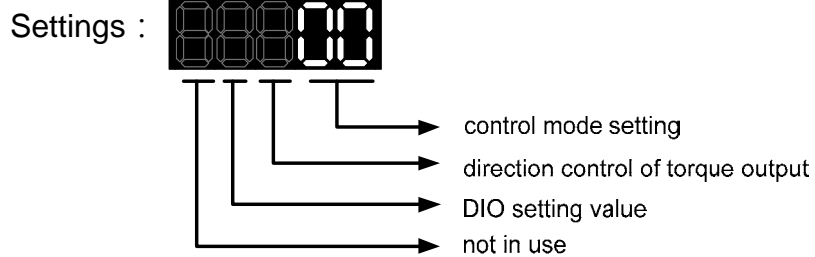 Settings： 00
control mode setting
direction control of torque output
DIO setting value
not in use